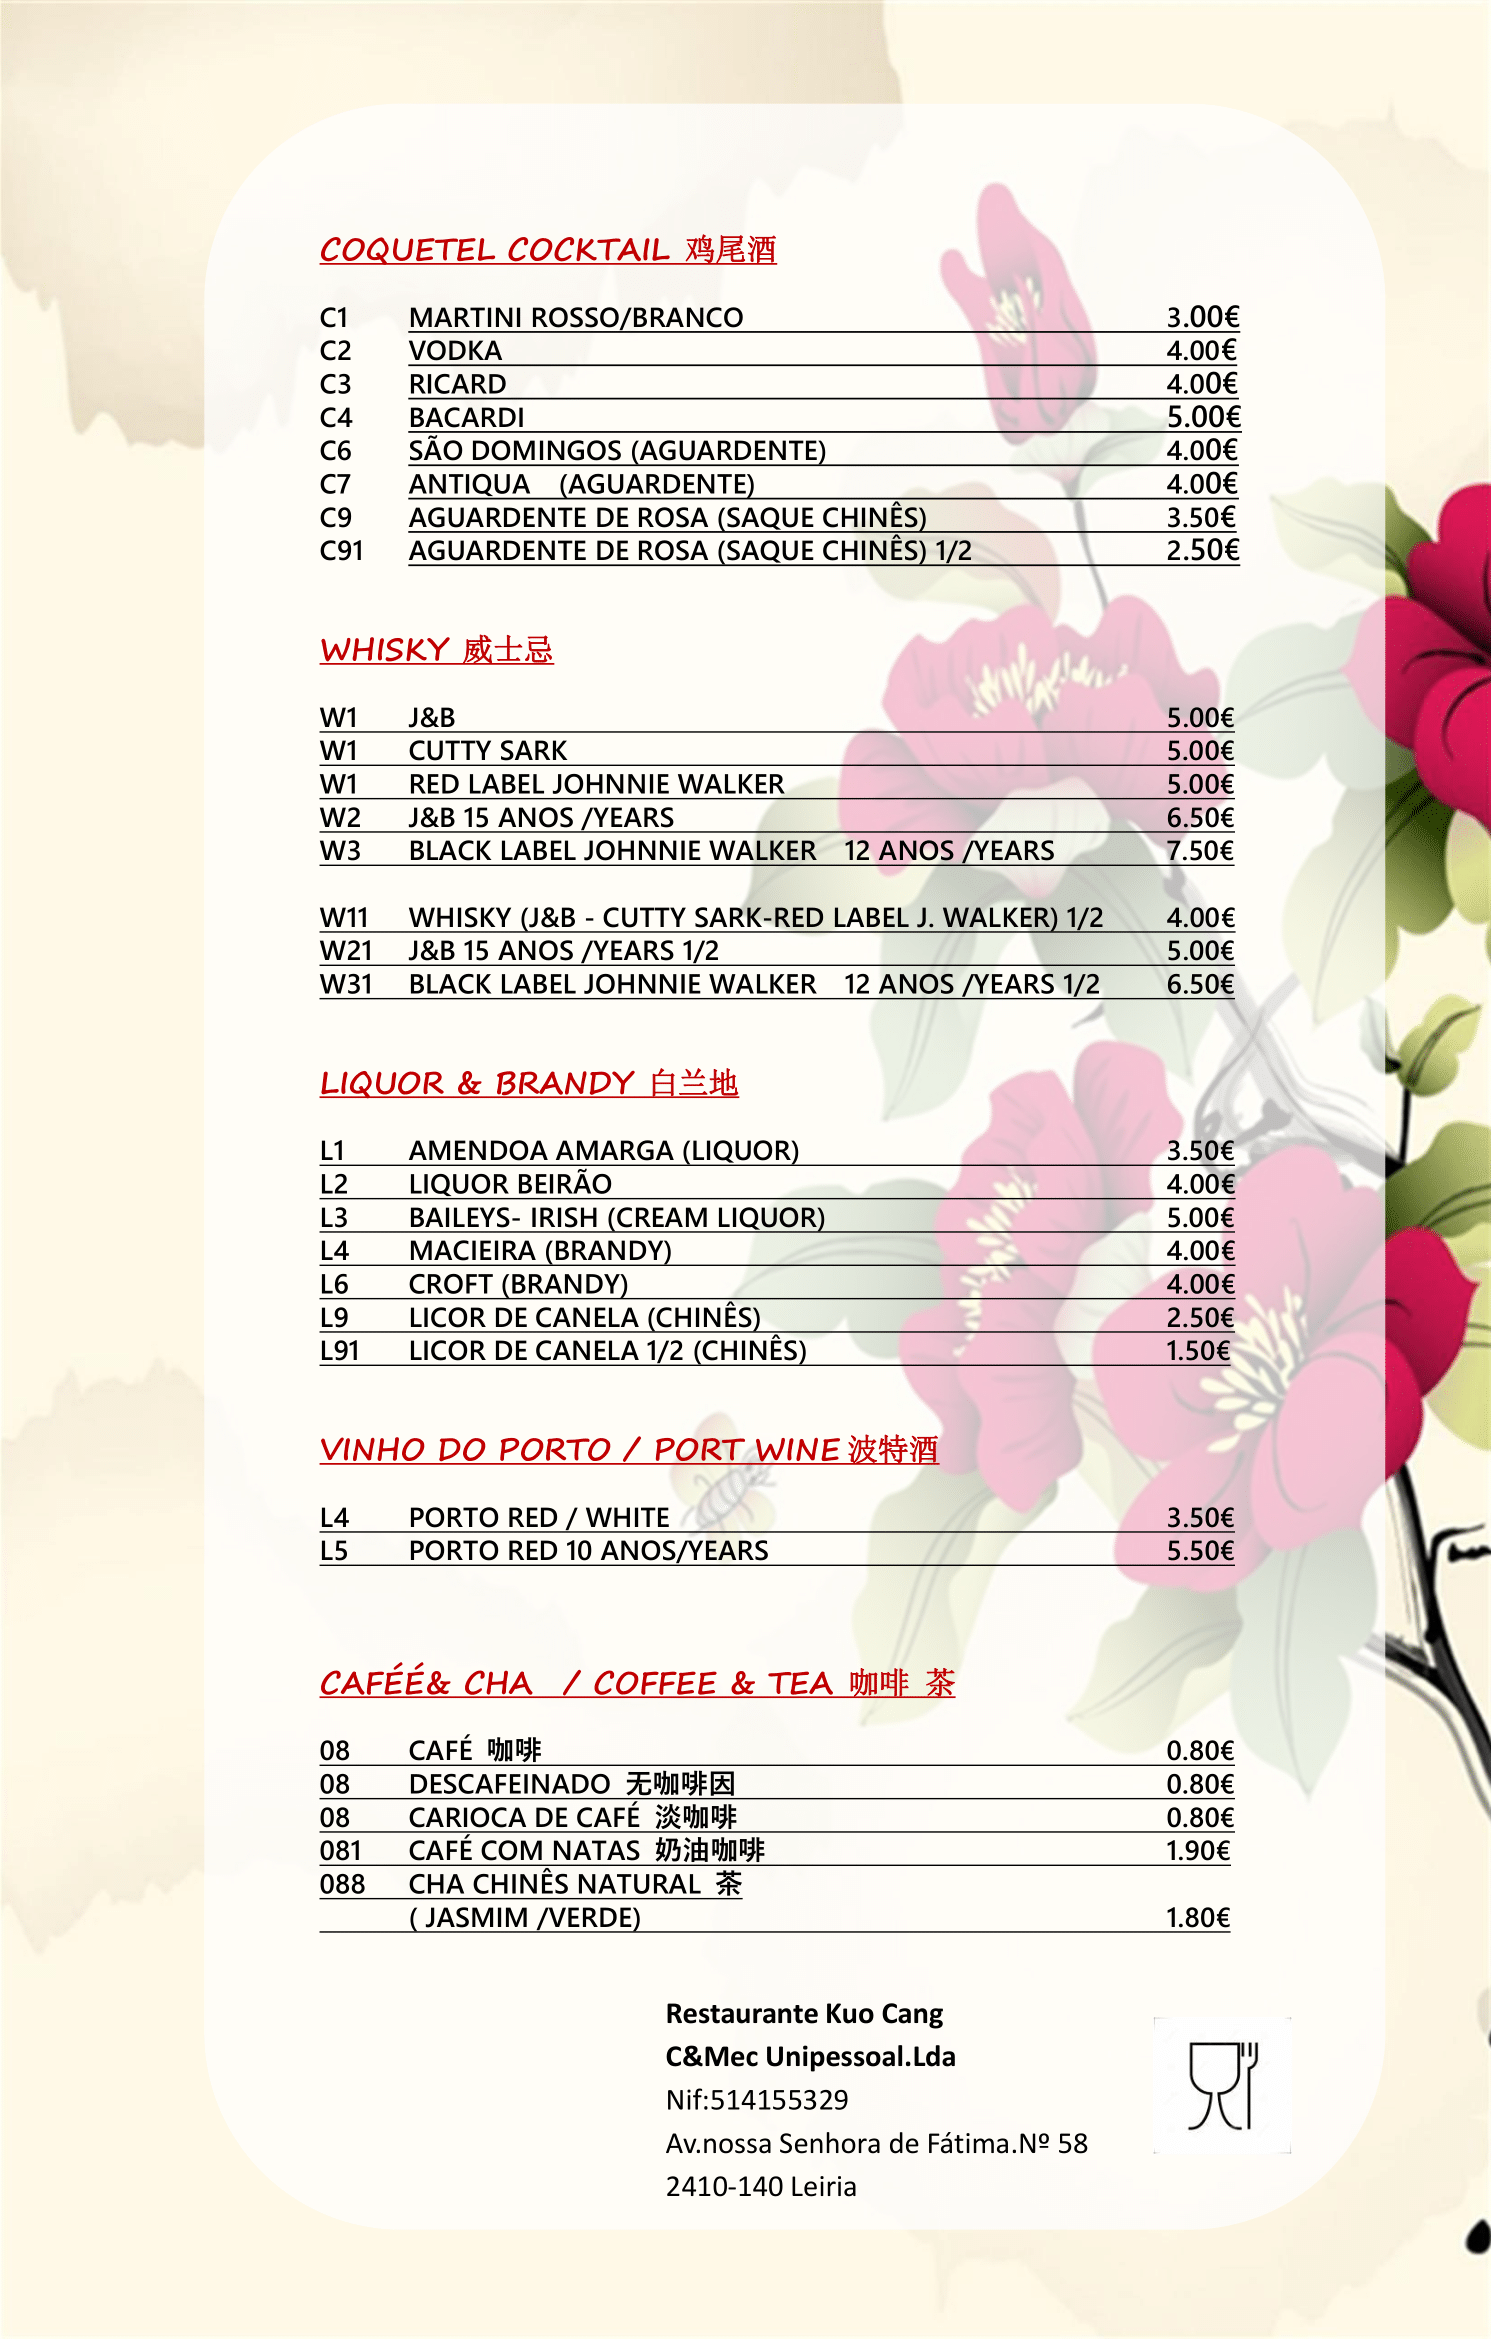 COQUETEL COCKTAIL 鸡尾酒
C1 MARTINI ROSSO/BRANCO 3.00€
C2 VODKA 4.00€
C3 RICARD 4.00€
C4 BACARDI 5.00€
C6 SÃO DOMINGOS (AGUARDENTE) 4.00€
C7 ANTIQUA (AGUARDENTE) 4.00€
C9 AGUARDENTE DE ROSA (SAQUE CHINÊS) 3.50€
C91 AGUARDENTE DE ROSA (SAQUE CHINÊS) 1/2 2.50€
WHISKY 威士忌
W1 J&B 5.00€
W1 CUTTY SARK 5.00€
W1 RED LABEL JOHNNIE WALKER 5.00€
W2 J&B 15 ANOS /YEARS 6.50€
W3 BLACK LABEL JOHNNIE WALKER 12 ANOS /YEARS 7.50€
W11 WHISKY (J&B - CUTTY SARK-RED LABEL J. WALKER) 1/2 4.00€
W21 J&B 15 ANOS /YEARS 1/2 5.00€
W31 BLACK LABEL JOHNNIE WALKER 12 ANOS /YEARS 1/2 6.50€
LIQUOR & BRANDY 白兰地
L1 AMENDOA AMARGA (LIQUOR) 3.50€
L2 LIQUOR BEIRÃO 4.00€
L3 BAILEYS- IRISH (CREAM LIQUOR) 5.00€
L4 MACIEIRA (BRANDY) 4.00€
L6 CROFT (BRANDY) 4.00€
L9 LICOR DE CANELA (CHINÊS) 2.50€
L91 LICOR DE CANELA 1/2 (CHINÊS) 1.50€
VINHO DO PORTO / PORT WINE 波特酒
L4 PORTO RED / WHITE 3.50€
L5 PORTO RED 10 ANOS/YEARS 5.50€
CAFÉÉ& CHA / COFFEE & TEA 咖啡 茶
08 CAFÉ 咖啡 0.80€
08 DESCAFEINADO 无咖啡因 0.80€
08 CARIOCA DE CAFÉ 淡咖啡 0.80€
081 CAFÉ COM NATAS 奶油咖啡 1.90€
088 CHA CHINÊS NATURAL 茶
( JASMIM /VERDE) 1.80€
Restaurante Kuo Cang
C&Mec Unipessoal.Lda
Nif:514155329
Av.nossa Senhora de Fátima.Nº 58
2410-140 Leiria